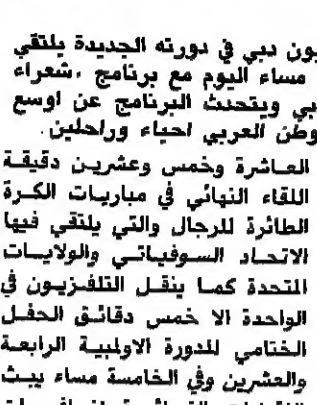 يون دبي في دورته الجديدة يلتقي
مساء اليوم مع برنامج ،شعراء
بي ويتحدث البرنامج عن اوسع
وطن العربي احياء وراحلين.
العاشرة وخمس وعشرين دقيقة
اللقاء النهائي في مباريات الكرة
الطائرة للرجال والتي يلتقي فيها
الاتحاد السوفياتي والولايات
المتحدة كما ينقل التلفزيون في
الواحدة الا خمس دقائق الحفل
الختامي للدورة الاولمبية الرابعة
والعشرين وفي الخامسة مساء يبث